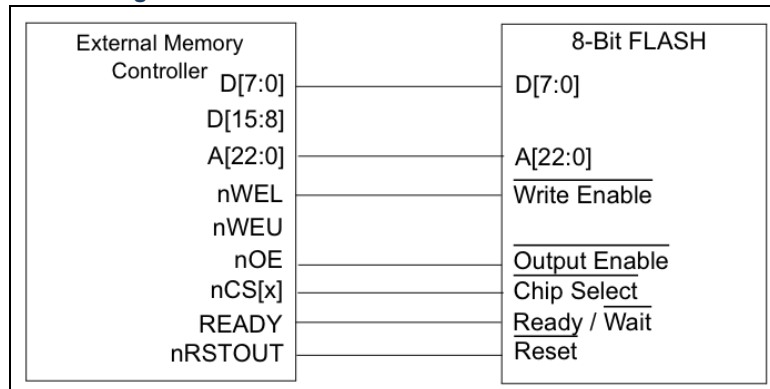 External Memory
Controller
D[7:0]
D[15:8]
A[22:0]
nWEL
nWEU
nOE
nCS[x]
READY
nRSTOUT
8-Bit FLASH
D[7:0]
A[22:0]
Write Enable
Output Enable
Chip Select
Ready / Wait
Reset